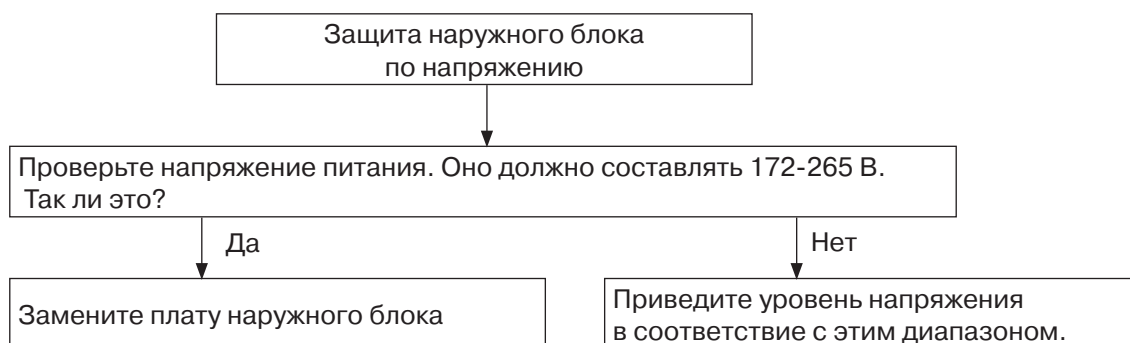 Защита наружного блока
по напряжению
Проверьте напряжение питания. Оно должно составлять 172-265 В.
Так ли это?
Да
Нет
Замените плату наружного блока
Приведите уровень напряжения
в соответствие с этим диапазоном.